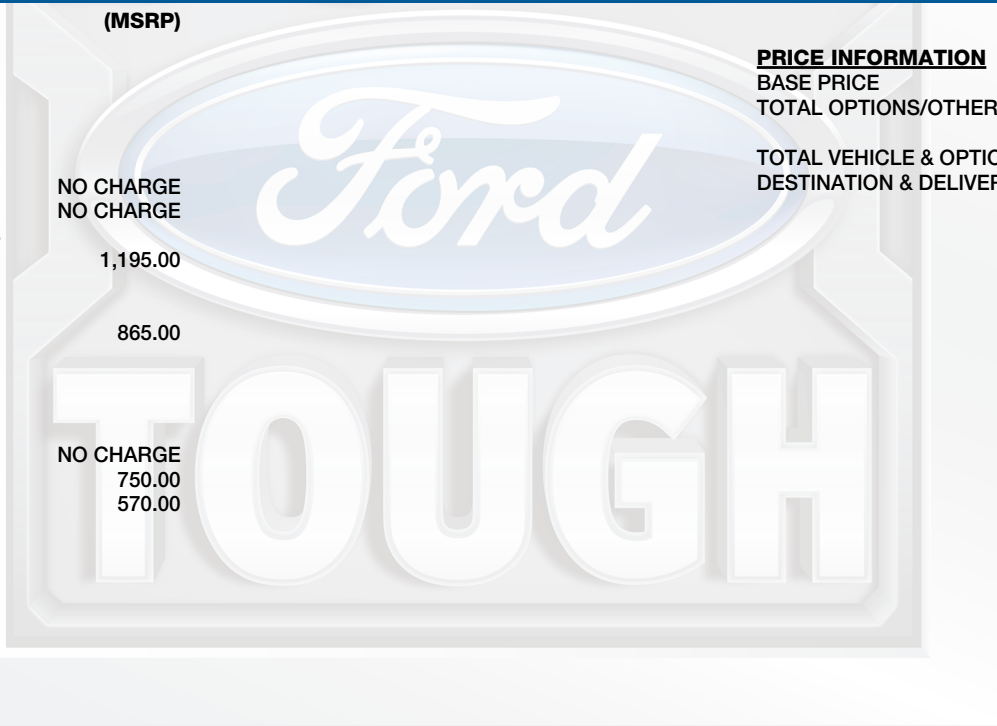 (MSRP)
NO CHARGE
NO CHARGE
1,195.00
865.00
NO CHARGE
750.00
570.00
PRICE INFORMATION
BASE PRICE
TOTAL OPTIONS/OTHER
TOTAL VEHICLE & OPTIO
DESTINATION & DELIVER
Ford
TOUGH